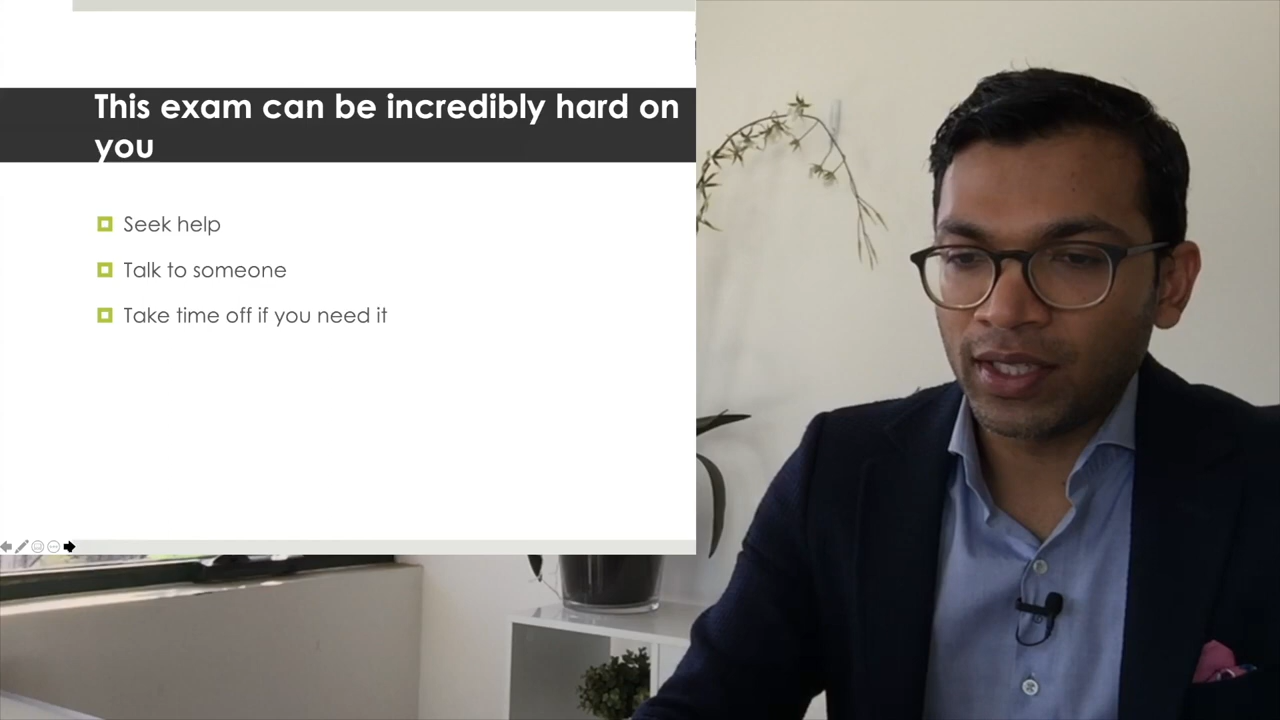 This exam can be incredibly hard on
you
Seek help
Talk to someone
Take time off if you need it